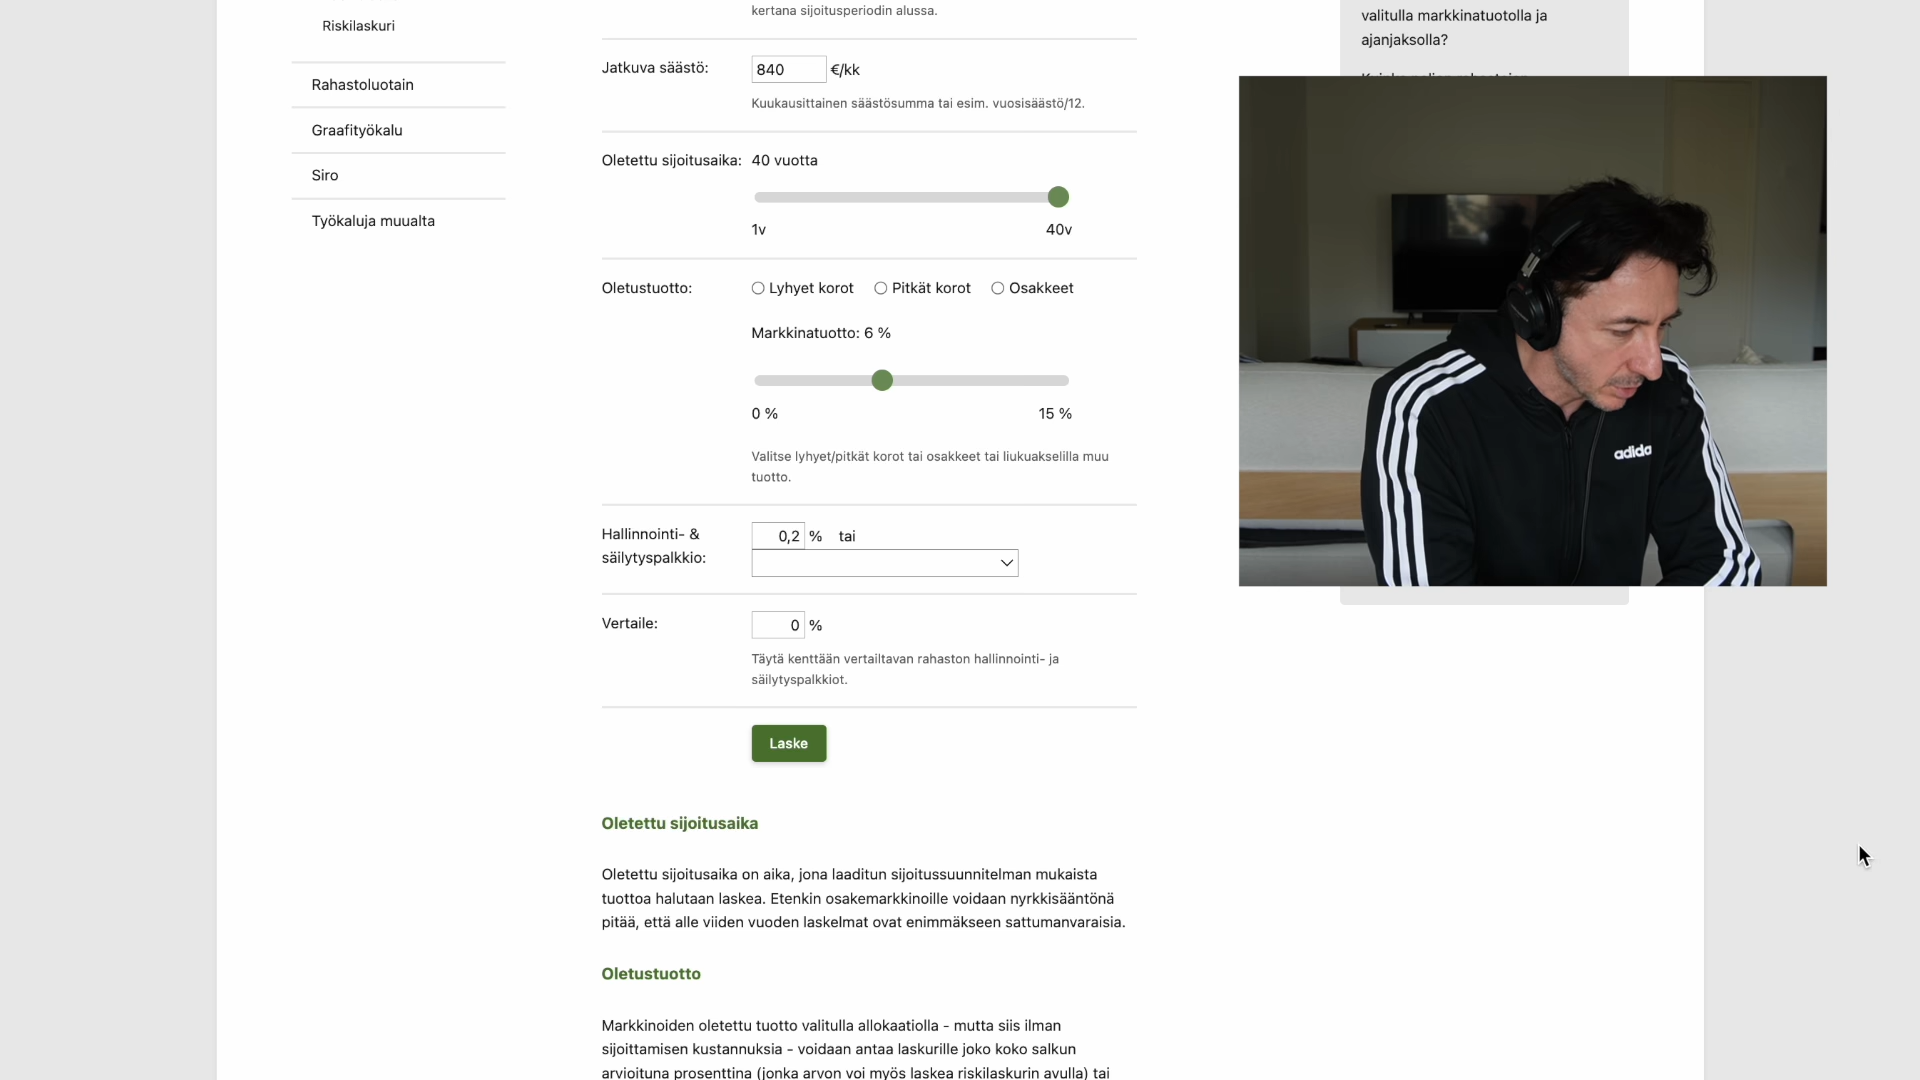 Riskilaskuri
Rahastoluotain
Graafityökalu
Siro
Työkaluja muualta
kertana sijoitusperiodin alussa.
Jatkuva säästö: 840 €/kk
Kuukausittainen säästösumma tai esim. vuosisäästö/12.
Oletettu sijoitusaika: 40 vuotta
1v 40v
Oletustuotto: Lyhyet korot Pitkät korot Osakkeet
Markkinatuotto: 6 %
0 % 15 %
Valitse lyhyet/pitkät korot tai osakkeet tai liukuakselilla muu
tuotto.
Hallinnointi- &
säilytyspalkkio:
0,2 % tai
Vertaile: 0 %
Täytä kenttään vertailtavan rahaston hallinnointi- ja
säilytyspalkkiot.
Laske
Oletettu sijoitusaika
Oletettu sijoitusaika on aika, jona laaditun sijoitussuunnitelman mukaista
tuottoa halutaan laskea. Etenkin osakemarkkinoille voidaan nyrkkisääntönä
pitää, että alle viiden vuoden laskelmat ovat enimmäkseen sattumanvaraisia.
Oletustuotto
Markkinoiden oletettu tuotto valitulla allokaatiolla - mutta siis ilman
sijoittamisen kustannuksia - voidaan antaa laskurille joko koko salkun
arvioituna prosenttina (jonka arvon voi myös laskea riskilaskurin avulla) tai
valitulla markkinatuotolla ja
ajanjaksolla?
adidas